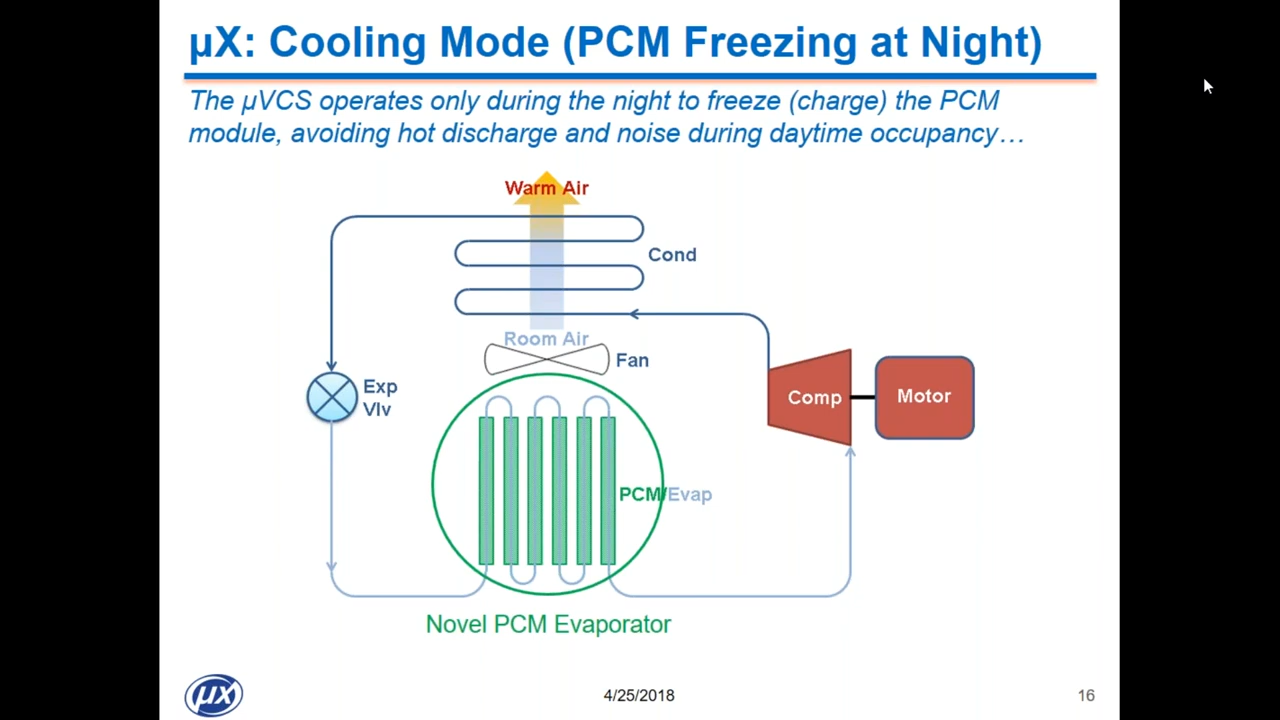 µX: Cooling Mode (PCM Freezing at Night)
The µVCS operates only during the night to freeze (charge) the PCM
module, avoiding hot discharge and noise during daytime occupancy…
Warm Air
Cond
Room Air
Fan
Exp
Vlv
Comp
Motor
PCM/Evap
Novel PCM Evaporator
µx
4/25/2018
16